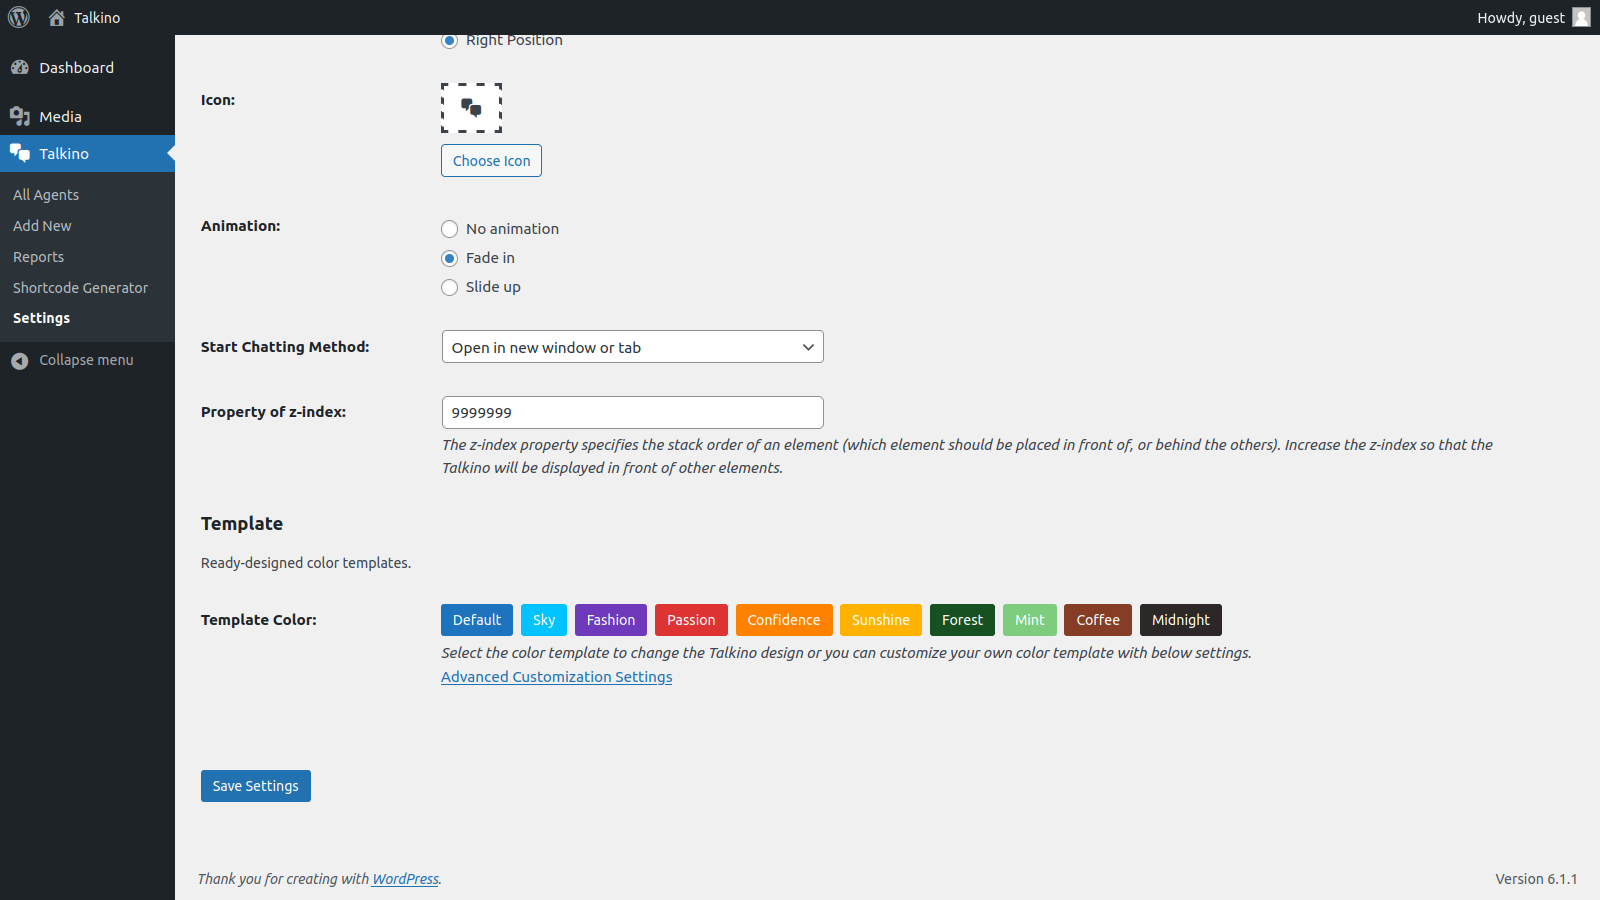 Talkino
Howdy, guest
Dashboard
Media
Talkino
All Agents
Add New
Reports
Shortcode Generator
Settings
Collapse menu
Right Position
Icon:
Choose Icon
Animation:
No animation
Fade in
Slide up
Start Chatting Method:
Open in new window or tab
Property of z-index:
9999999
The z-index property specifies the stack order of an element (which element should be placed in front of, or behind the others). Increase the z-index so that the
Talkino will be displayed in front of other elements.
Template
Ready-designed color templates.
Template Color:
Default Sky Fashion Passion Confidence Sunshine Forest Mint Coffee Midnight
Select the color template to change the Talkino design or you can customize your own color template with below settings.
Advanced Customization Settings
Save Settings
Thank you for creating with WordPress.
Version 6.1.1